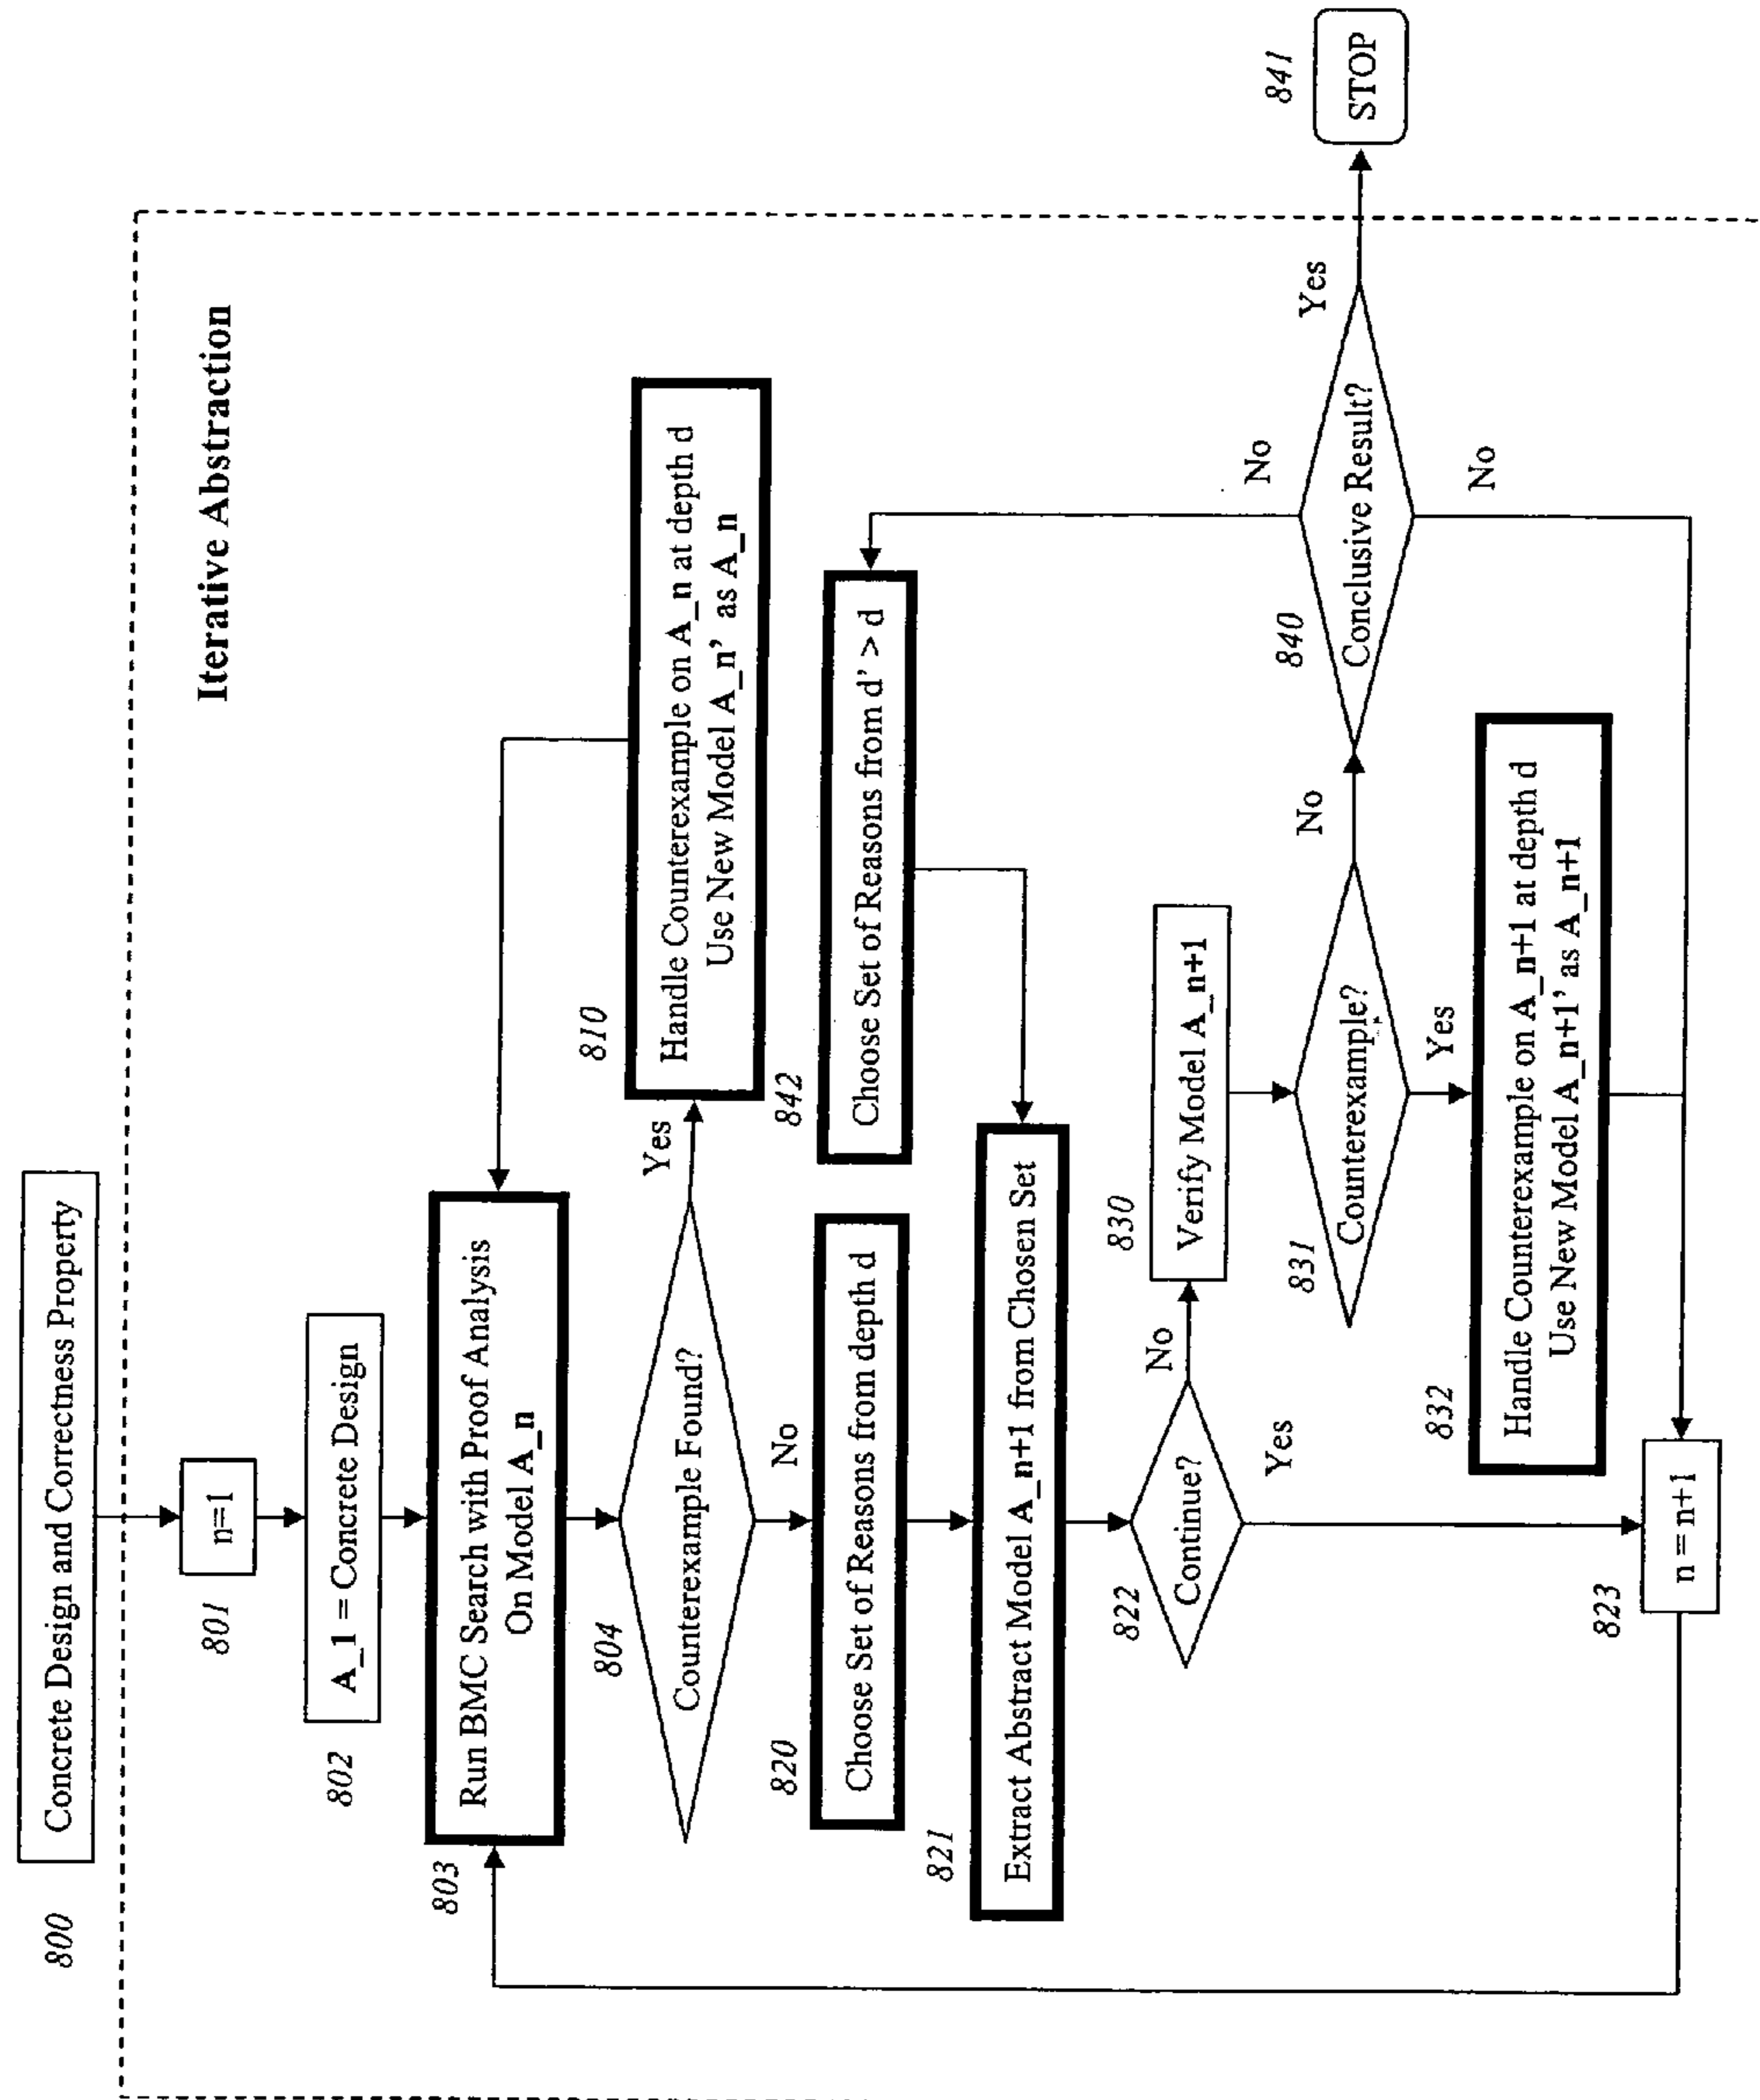 800
Concrete Design and Correctness Property
Iterative Abstraction
801
n=1
802
A_1 = Concrete Design
803
Run BMC Search with Proof Analysis
On Model A_n
804
Counterexample Found?
Yes
No
810
Handle Counterexample on A_n at depth d
Use New Model A_n' as A_n
820
Choose Set of Reasons from depth d
842
Choose Set of Reasons from d' > d
821
Extract Abstract Model A_n+1 from Chosen Set
822
Continue?
No
Yes
830
Verify Model A_n+1
831
Counterexample?
No
Yes
840
Conclusive Result?
No
Yes
No
841
STOP
832
Handle Counterexample on A_n+1 at depth d
Use New Model A_n+1' as A_n+1
823
n = n+1